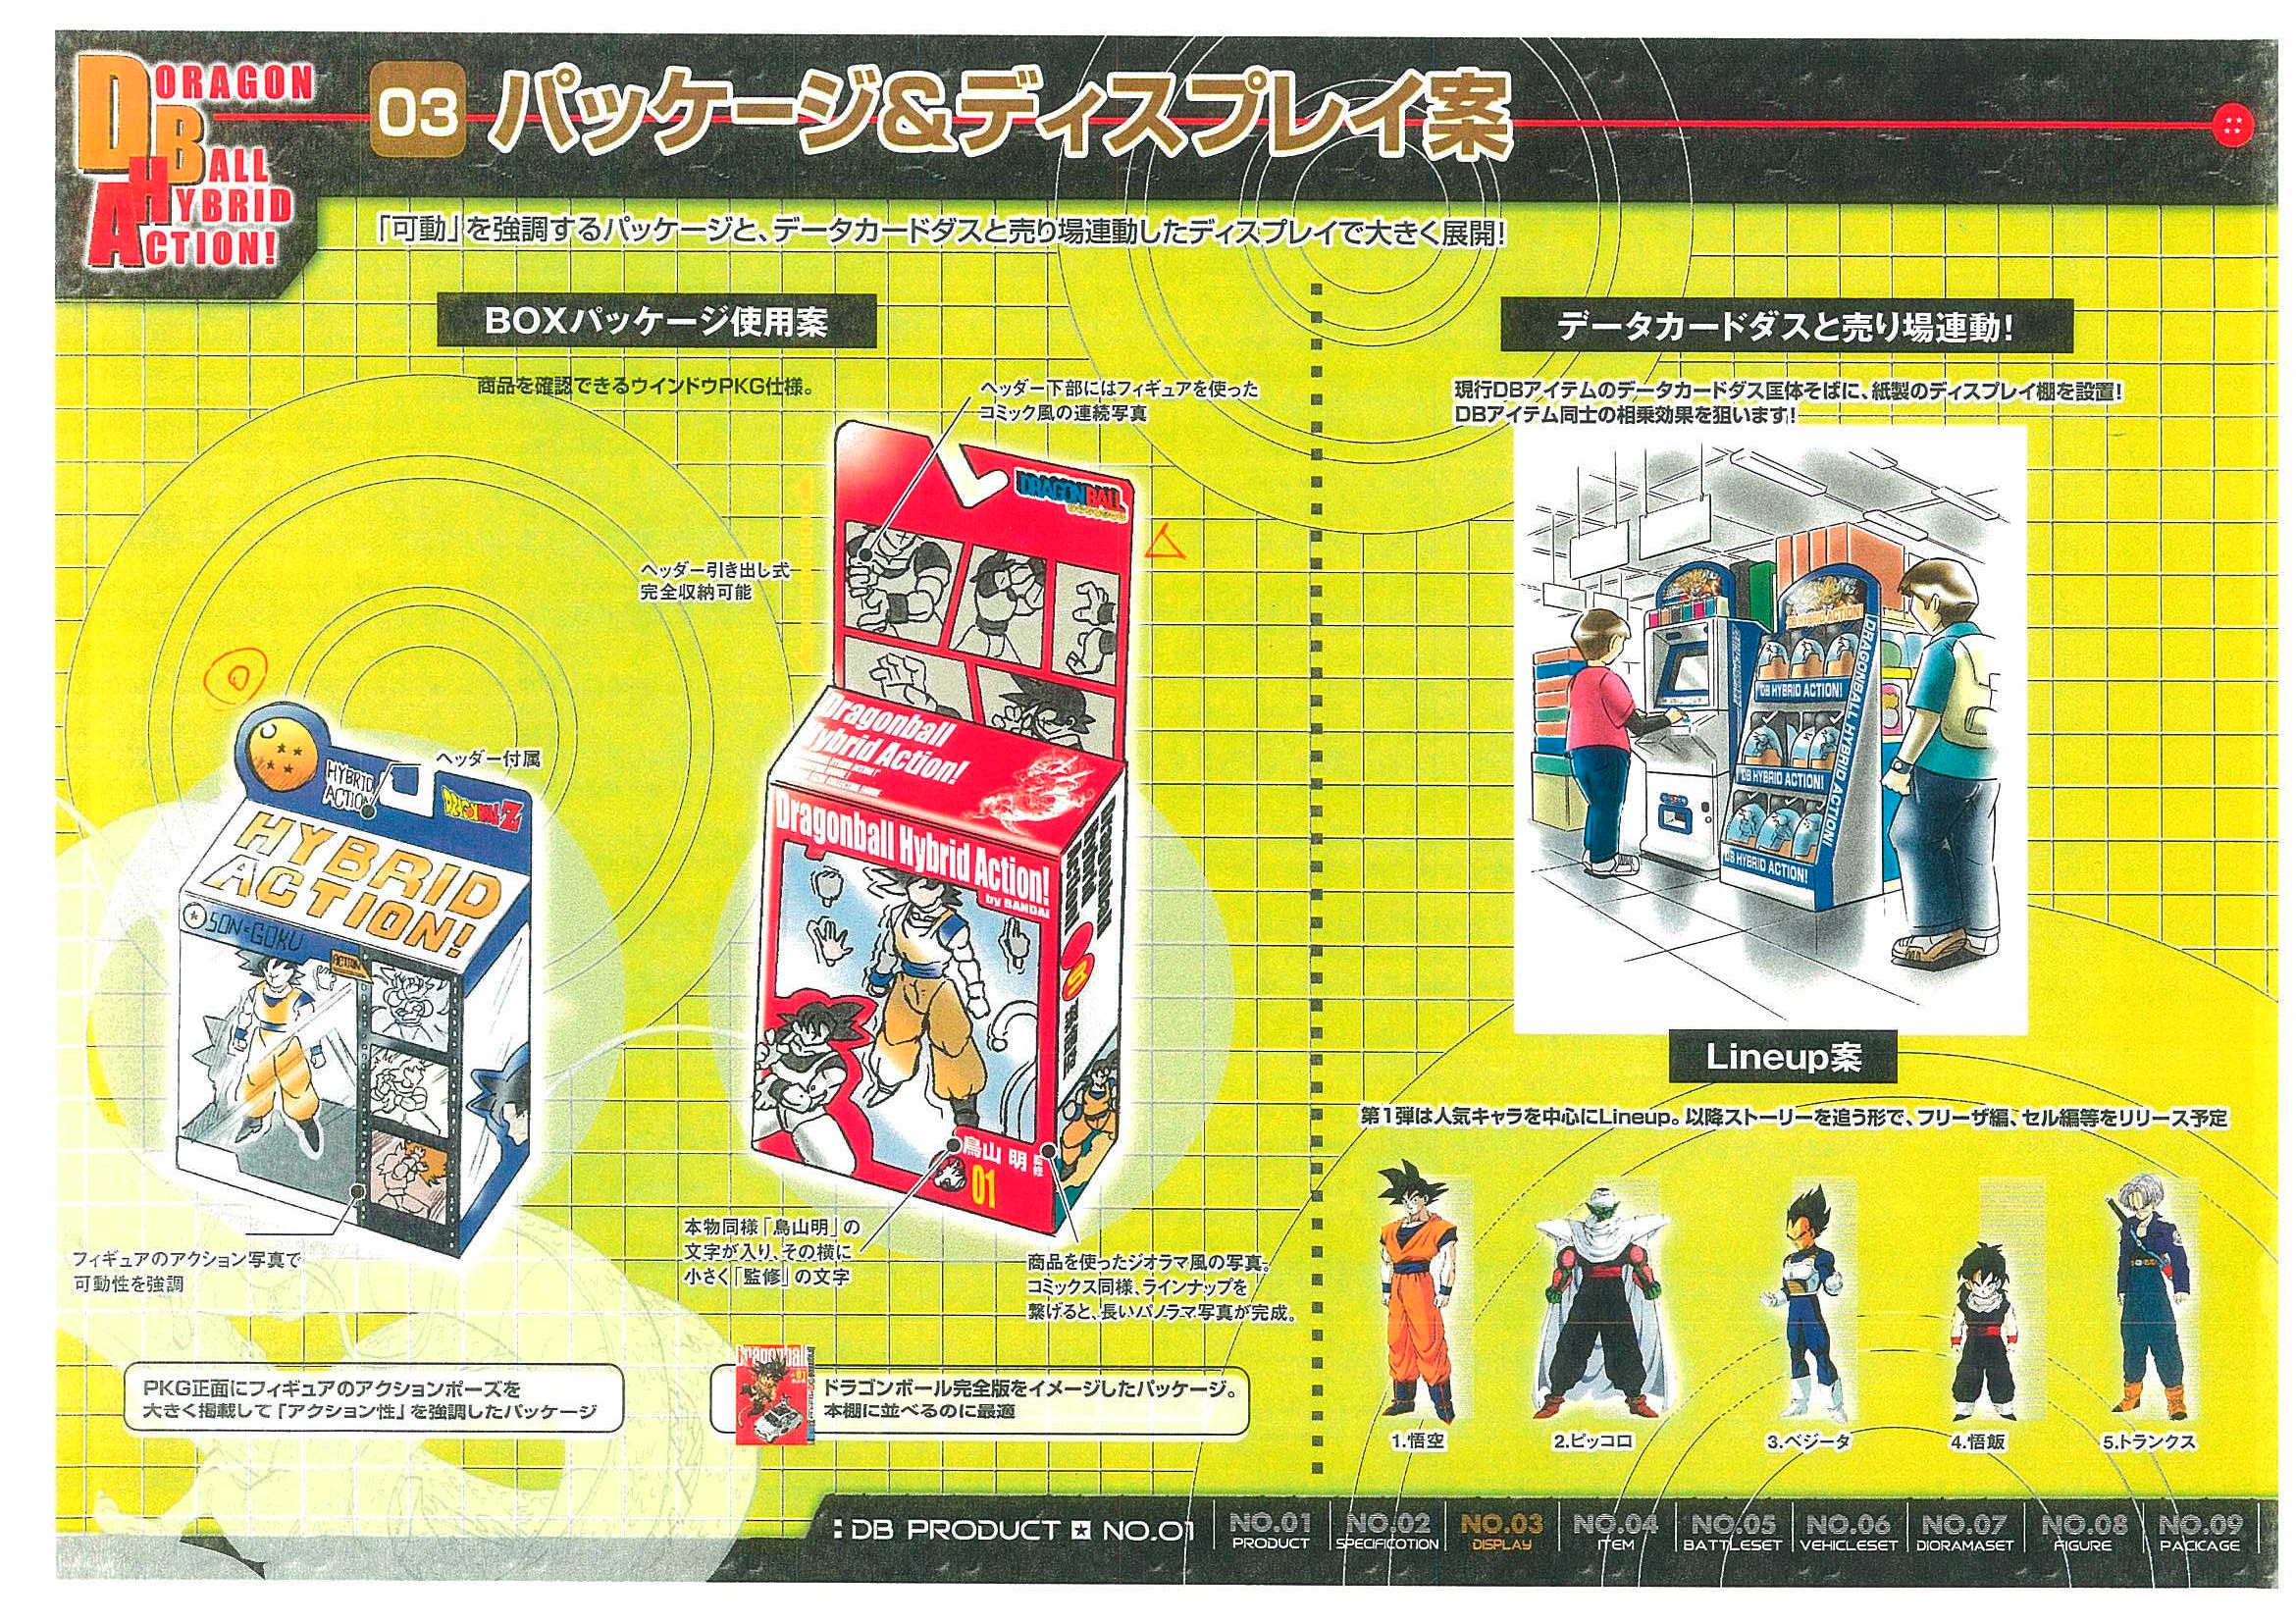 DORAGON
BALL
HYBRID
ACTION!
03 パッケージ&ディスプレイ案
「可動」を強調するパッケージと、データカードダスと売り場連動したディスプレイで大きく展開!
BOXパッケージ使用案
商品を確認できるウインドウPKG仕様。
ヘッダー下部にはフィギュアを使った
コミック風の連続写真
ヘッダー引き出し式
完全収納可能
DRAGON BALL
Dragonball
Hybrid Action!
Dragonball Hybrid Action!
by BANDAI
鳥山 明 監修
01
ヘッダー付属
HYBRID
ACTION
DRAGONBALL Z
HYBRID
ACTION!
SON=GOKU
ACTION
フィギュアのアクション写真で
可動性を強調
本物同様「鳥山明」の
文字が入り、その横に
小さく「監修」の文字
商品を使ったジオラマ風の写真。
コミックス同様、ラインナップを
繋げると、長いパノラマ写真が完成。
PKG正面にフィギュアのアクションポーズを
大きく掲載して「アクション性」を強調したパッケージ
Dragonball
ドラゴンボール完全版をイメージしたパッケージ。
本棚に並べるのに最適
データカードダスと売り場連動!
現行DBアイテムのデータカードダス匡体そばに、紙製のディスプレイ棚を設置!
DBアイテム同士の相乗効果を狙います!
DB HYBRID ACTION!
DB HYBRID ACTION!
DB HYBRID ACTION!
DB HYBRID ACTION!
DRAGONBALL HYBRID ACTION!
Lineup案
第1弾は人気キャラを中心にLineup。以降ストーリーを追う形で、フリーザ編、セル編等をリリース予定
1.悟空
2.ピッコロ
3.ベジータ
4.悟飯
5.トランクス
:DB PRODUCT ★ NO.01
NO.01 PRODUCT
NO.02 SPECIFICOTION
NO.03 DISPLAY
NO.04 ITEM
NO.05 BATTLESET
NO.06 VEHICLESET
NO.07 DIORAMASET
NO.08 FIGURE
NO.09 PACKAGE